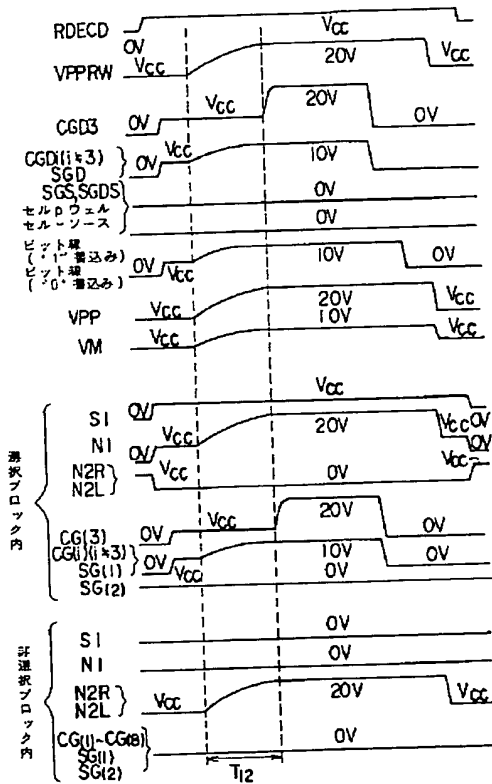 RDECD 0V VCC
VPPRW VCC 20V VCC
CGD3 0V VCC 20V 0V
CGDi(i≒3) 0V VCC 10V 0V
SGD
SGS,SGDS 0V
セルpウェル 0V
セル-ソース
ビット線 10V
("1"書込み)
ビット線 0V VCC 0V
("0"書込み)
VPP VCC 20V VCC
VM VCC 10V VCC
選択ブロック内
S1 0V VCC 0V
N1 0V VCC 20V VCC 0V
N2R VCC 0V VCC
N2L
CG(3) 0V VCC 20V 0V
CG(i)(i≒3) 0V VCC 10V 0V
SG(1)
SG(2) 0V
非選択ブロック内
S1 0V
N1 0V
N2R VCC 20V VCC
N2L
CG(1)~CG(8) 0V
SG(1)
SG(2)
T12